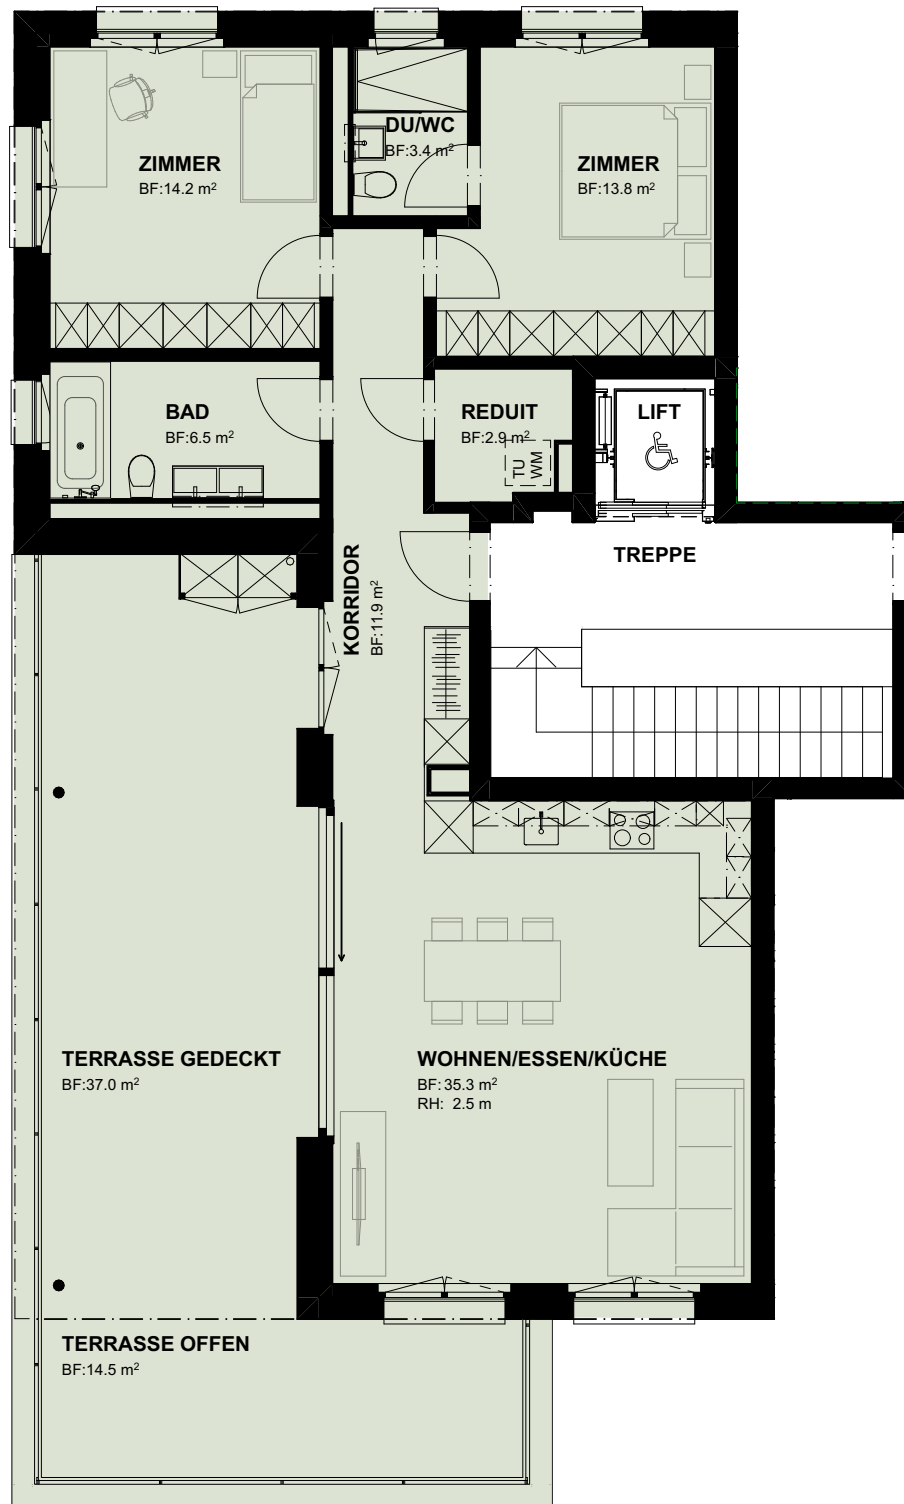 DU/WC
BF:3.4 m²
ZIMMER
BF:14.2 m²
ZIMMER
BF:13.8 m²
BAD
BF:6.5 m²
REDUIT
BF:2.9 m²
TU
WM
LIFT
TREPPE
KORRIDOR
BF:11.9 m²
TERRASSE GEDECKT
BF:37.0 m²
WOHNEN/ESSEN/KÜCHE
BF: 35.3 m²
RH: 2.5 m
TERRASSE OFFEN
BF:14.5 m²